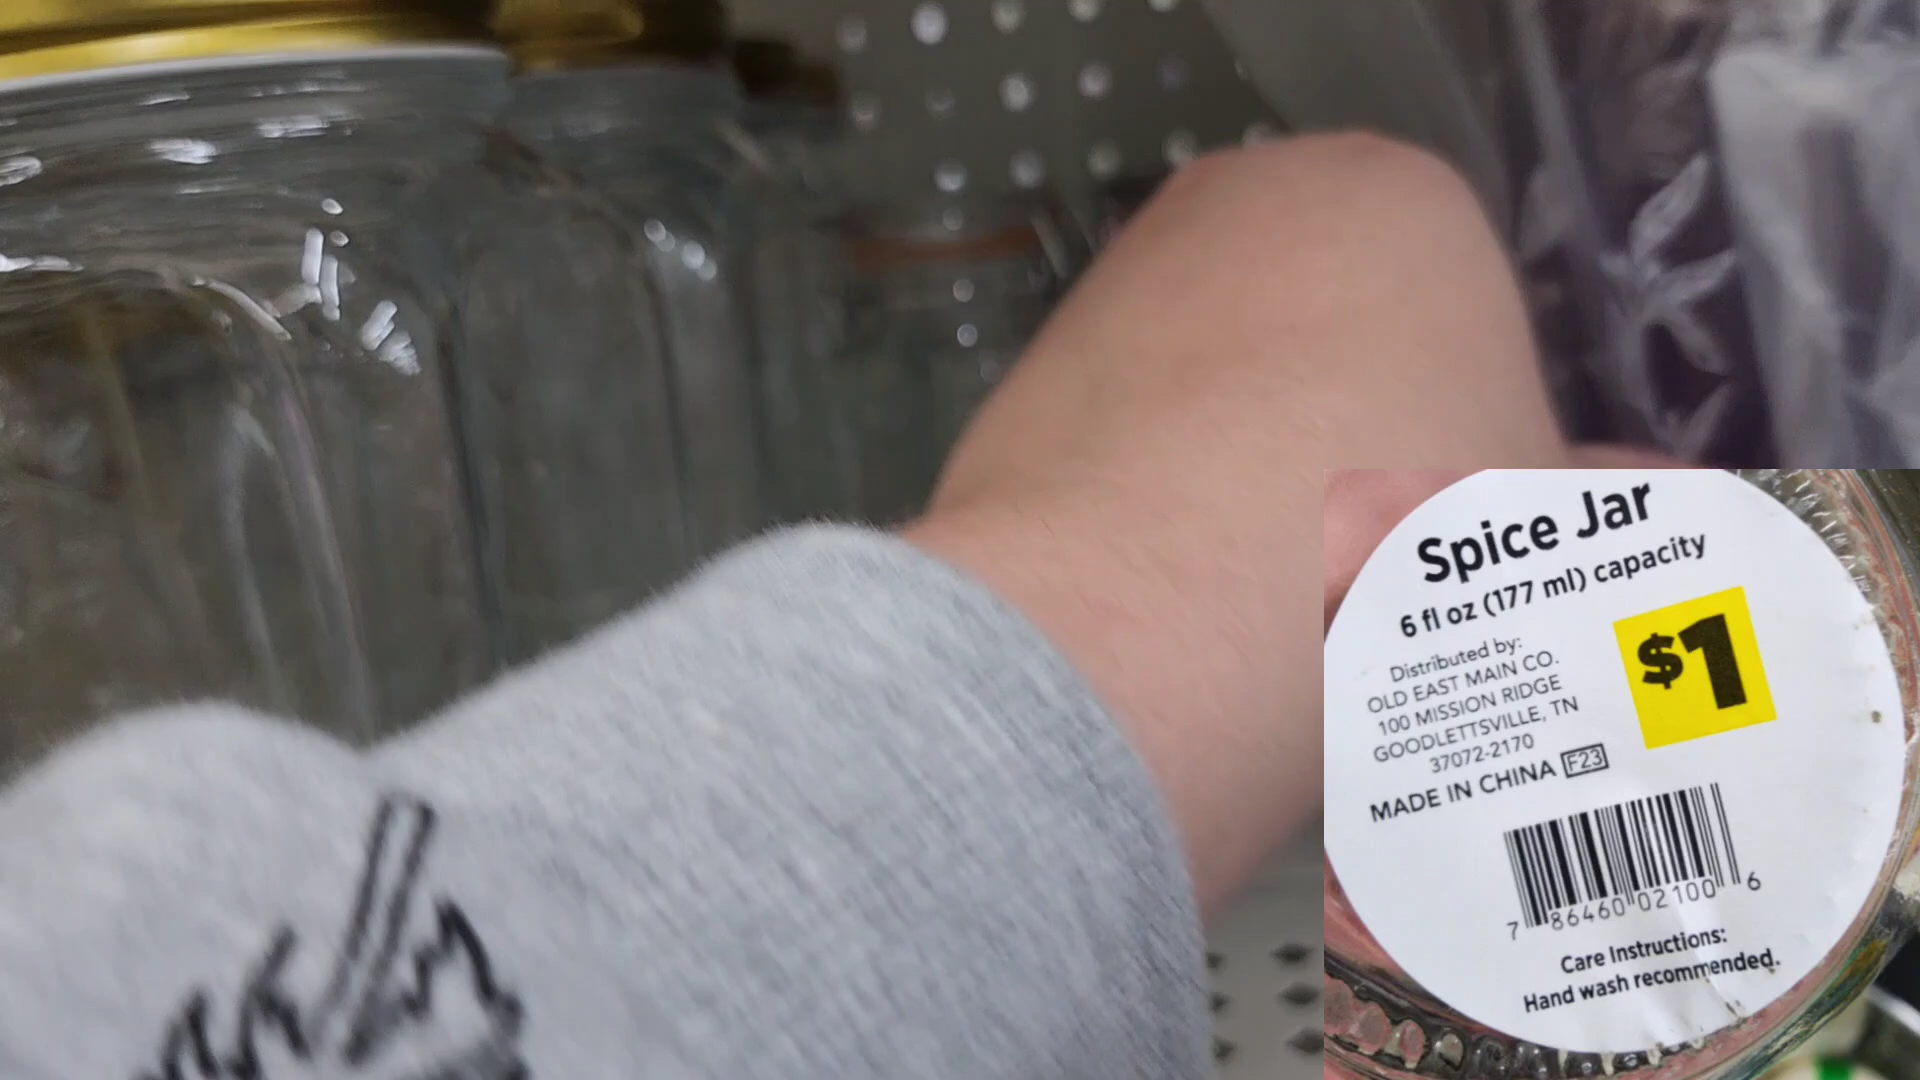 Spice Jar
6 fl oz (177 ml) capacity
$1
Distributed by:
OLD EAST MAIN CO.
100 MISSION RIDGE
GOODLETTSVILLE, TN
37072-2170
MADE IN CHINA F23
7 86460 02100 6
Care Instructions:
Hand wash recommended.